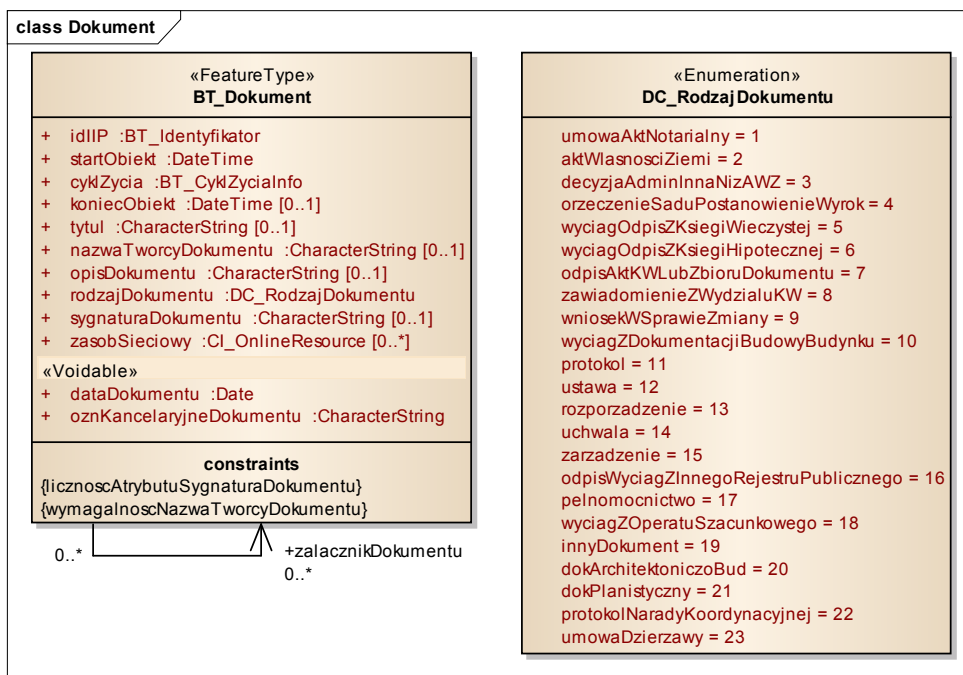 class Dokument
«FeatureType»
BT_Dokument
+ idIIP :BT_Identyfikator
+ startObiekt :DateTime
+ cyklZycia :BT_CyklZyciaInfo
+ koniecObiekt :DateTime [0..1]
+ tytul :CharacterString [0..1]
+ nazwaTworcyDokumentu :CharacterString [0..1]
+ opisDokumentu :CharacterString [0..1]
+ rodzajDokumentu :DC_RodzajDokumentu
+ sygnaturaDokumentu :CharacterString [0..1]
+ zasobSieciowy :CI_OnlineResource [0..*]
«Voidable»
+ dataDokumentu :Date
+ oznKancelaryjneDokumentu :CharacterString
constraints
{licznoscAtrybutuSygnaturaDokumentu}
{wymagalnoscNazwaTworcyDokumentu}
0..*
+zalacznikDokumentu
0..*
«Enumeration»
DC_RodzajDokumentu
umowaAktNotarialny = 1
aktWlasnosciZiemi = 2
decyzjaAdminInnaNizAWZ = 3
orzeczenieSaduPostanowienieWyrok = 4
wyciagOdpisZKsiegiWieczystej = 5
wyciagOdpisZKsiegiHipotecznej = 6
odpisAktKWLubZbioruDokumentu = 7
zawiadomienieZWydzialuKW = 8
wniosekWSprawieZmiany = 9
wyciagZDokumentacjiBudowyBudynku = 10
protokol = 11
ustawa = 12
rozporzadzenie = 13
uchwala = 14
zarzadzenie = 15
odpisWyciagZInnegoRejestruPublicznego = 16
pelnomocnictwo = 17
wyciagZOperatuSzacunkowego = 18
innyDokument = 19
dokArchitektoniczoBud = 20
dokPlanistyczny = 21
protokolNaradyKoordynacyjnej = 22
umowaDzierzawy = 23